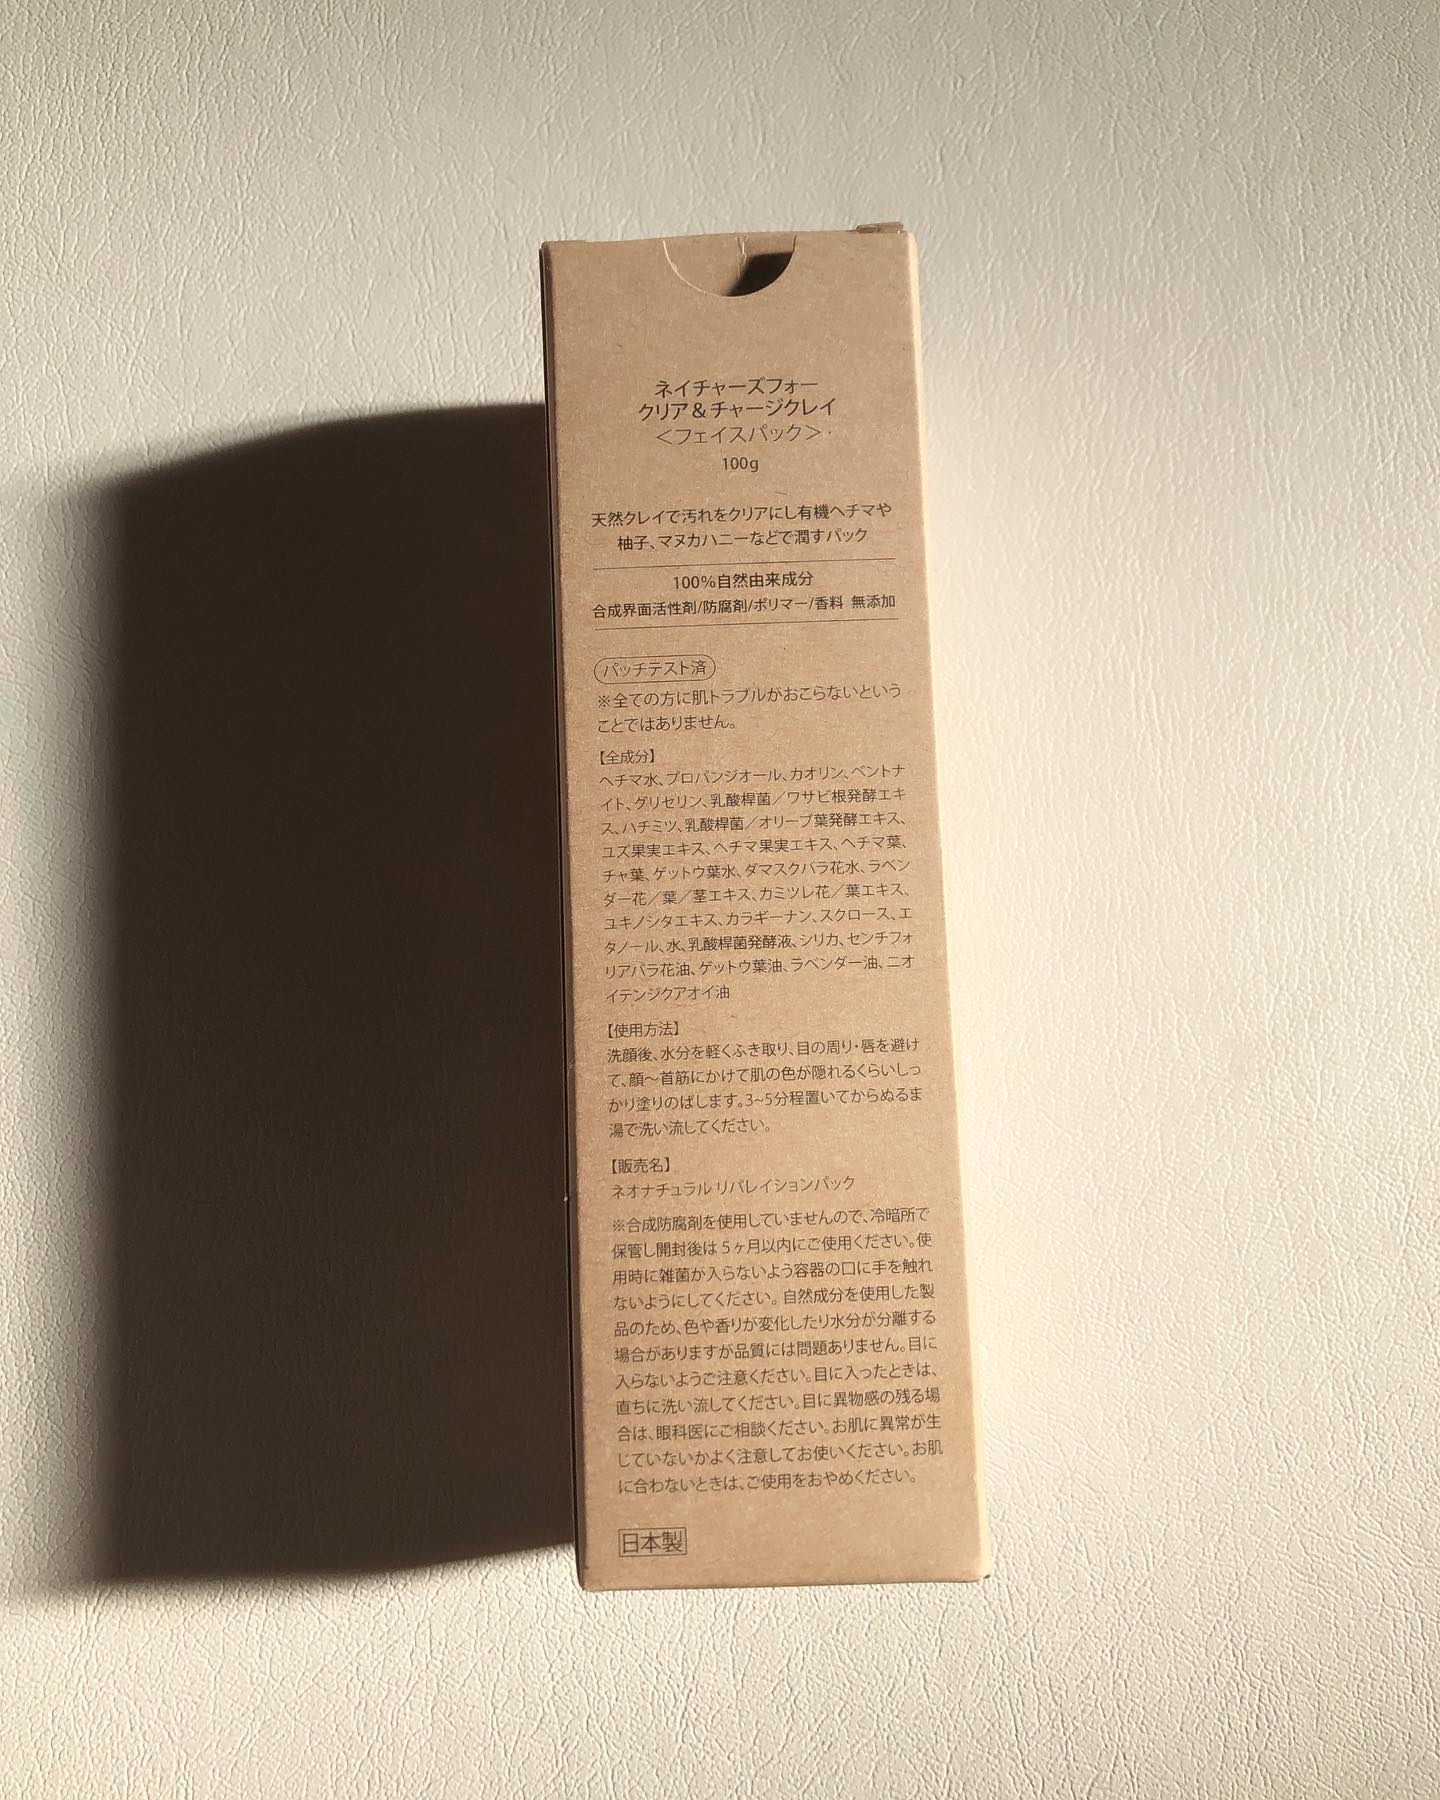 ネイチャーズフォー
クリア&チャージクレイ
＜フェイスパック＞
100g
天然クレイで汚れをクリアにし有機ヘチマや
柚子、マヌカハニーなどで潤すパック
100%自然由来成分
合成界面活性剤/防腐剤/ポリマー/香料 無添加
パッチテスト済
※全ての方に肌トラブルがおこらないという
ことではありません。
【全成分】
ヘチマ水、プロパンジオール、カオリン、ベントナ
イト、グリセリン、乳酸桿菌／ワサビ根発酵エキ
ス、ハチミツ、乳酸桿菌／オリーブ葉発酵エキス、
ユズ果実エキス、ヘチマ果実エキス、ヘチマ葉、
チャ葉、ゲットウ葉水、ダマスクバラ花水、ラベン
ダー花／葉／茎エキス、カミツレ花／葉エキス、
ユキノシタエキス、カラギーナン、スクロース、エ
タノール、水、乳酸桿菌発酵液、シリカ、センチフォ
リアバラ花油、ゲットウ葉油、ラベンダー油、ニオ
イテンジクアオイ油
【使用方法】
洗顔後、水分を軽くふき取り、目の周り・唇を避け
て、顔～首筋にかけて肌の色が隠れるくらいしっ
かり塗りのばします。3~5分程置いてからぬるま
湯で洗い流してください。
【販売名】
ネオナチュラル リパレイションパック
※合成防腐剤を使用していませんので、冷暗所で
保管し開封後は5ヶ月以内にご使用ください。使
用時に雑菌が入らないよう容器の口に手を触れ
ないようにしてください。自然成分を使用した製
品のため、色や香りが変化したり水分が分離する
場合がありますが品質には問題ありません。目に
入らないようご注意ください。目に入ったときは、
直ちに洗い流してください。目に異物感の残る場
合は、眼科医にご相談ください。お肌に異常が生
じていないかよく注意してお使いください。お肌
に合わないときは、ご使用をおやめください。
日本製